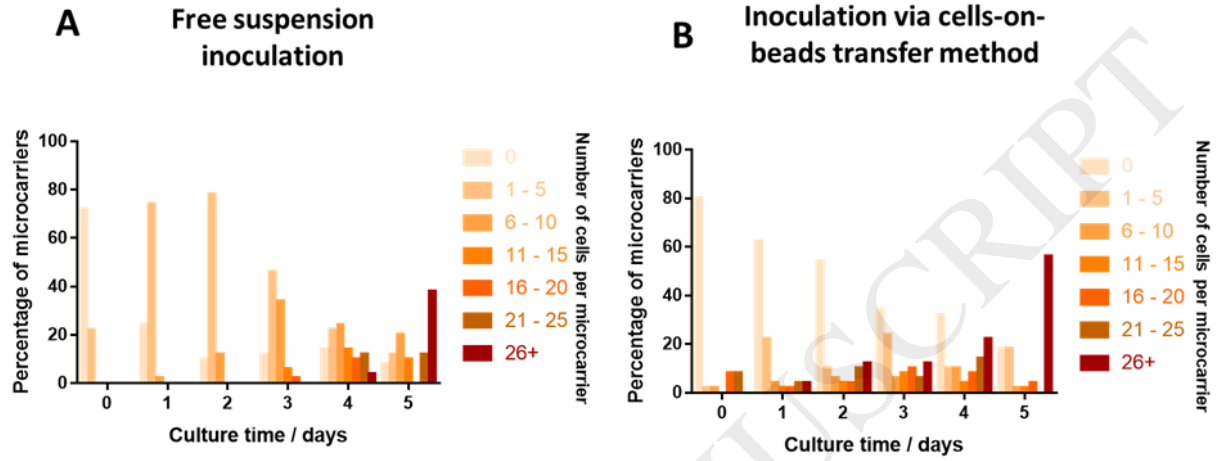 A
Free suspension
inoculation
Percentage of microcarriers
100
80
60
40
20
0
0 1 2 3 4 5
Culture time / days
0
1 - 5
6 - 10
11 - 15
16 - 20
21 - 25
26+
Number of cells per microcarrier
B
Inoculation via cells-on-
beads transfer method
Percentage of microcarriers
100
80
60
40
20
0
0 1 2 3 4 5
Culture time / days
0
1 - 5
6 - 10
11 - 15
16 - 20
21 - 25
26+
Number of cells per microcarrier
USCRIPT